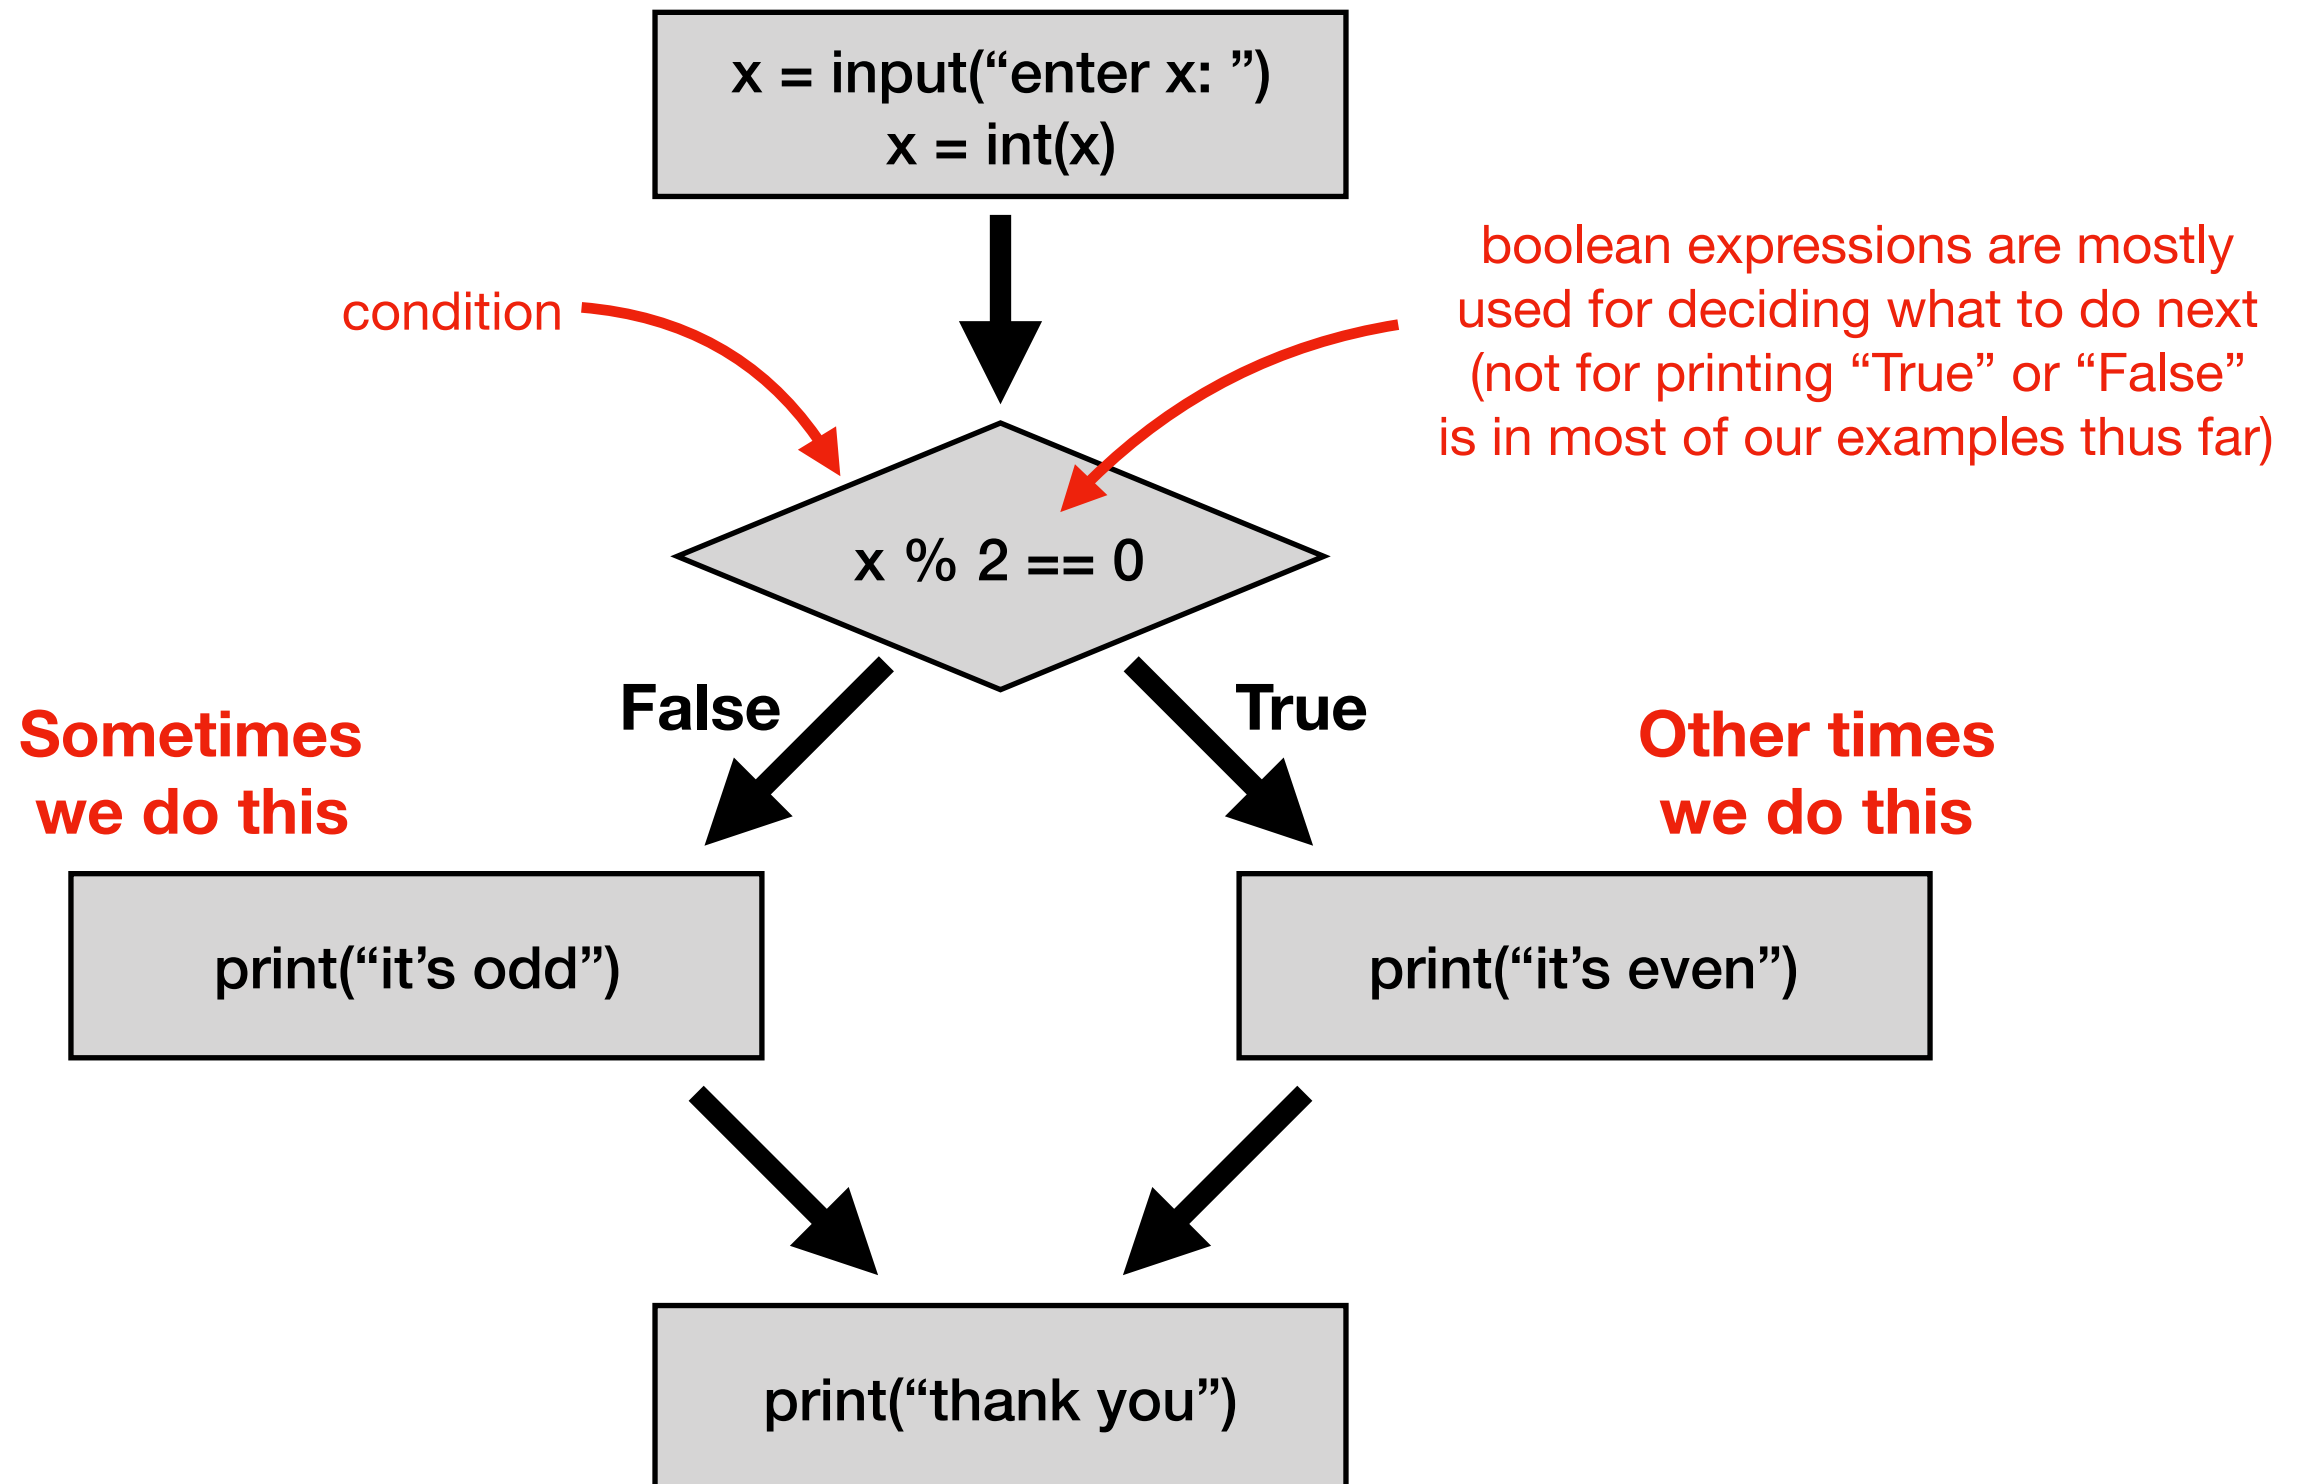 x = input(“enter x: ”)
x = int(x)
condition
boolean expressions are mostly
used for deciding what to do next
(not for printing “True” or “False”
is in most of our examples thus far)
x % 2 == 0
False
True
Sometimes
we do this
Other times
we do this
print(“it’s odd”)
print(“it’s even”)
print(“thank you”)